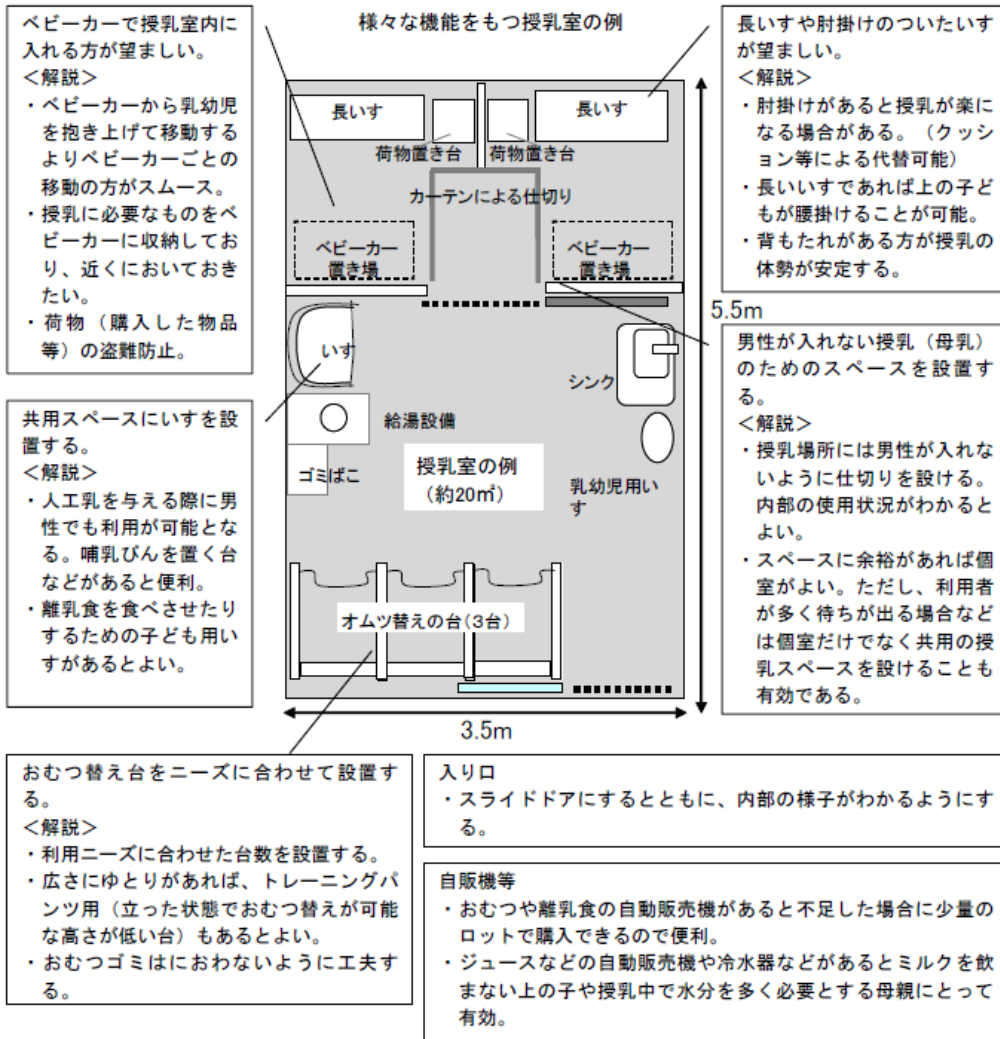 様々な機能をもつ授乳室の例
ベビーカーで授乳室内に
入れる方が望ましい。
<解説>
・ベビーカーから乳幼児
を抱き上げて移動する
よりベビーカーごとの
移動の方がスムース。
・授乳に必要なものをベ
ビーカーに収納してお
り、近くにおいておき
たい。
・荷物（購入した物品
等）の盗難防止。
共用スペースにいすを設
置する。
<解説>
・人工乳を与える際に男
性でも利用が可能とな
る。哺乳びんを置く台
などがあると便利。
・離乳食を食べさせたり
するための子ども用い
すがあるとよい。
長いす
長いす
荷物置き台
荷物置き台
カーテンによる仕切り
ベビーカー
置き場
ベビーカー
置き場
いす
シンク
給湯設備
ゴミばこ
授乳室の例
（約20㎡）
乳幼児用い
す
オムツ替えの台（3台）
5.5m
3.5m
長いすや肘掛けのついたいす
が望ましい。
<解説>
・肘掛けがあると授乳が楽に
なる場合がある。（クッシ
ョン等による代替可能）
・長いいすであれば上の子ど
もが腰掛けることが可能。
・背もたれがある方が授乳の
体勢が安定する。
男性が入れない授乳（母乳）
のためのスペースを設置す
る。
<解説>
・授乳場所には男性が入れな
いように仕切りを設ける。
内部の使用状況がわかると
よい。
・スペースに余裕があれば個
室がよい。ただし、利用者
が多く待ちが出る場合など
は個室だけでなく共用の授
乳スペースを設けることも
有効である。
おむつ替え台をニーズに合わせて設置す
る。
<解説>
・利用ニーズに合わせた台数を設置する。
・広さにゆとりがあれば、トレーニングパ
ンツ用（立った状態でおむつ替えが可能
な高さが低い台）もあるとよい。
・おむつゴミはにおわないように工夫す
る。
入り口
・スライドドアにするとともに、内部の様子がわかるようにす
る。
自販機等
・おむつや離乳食の自動販売機があると不足した場合に少量の
ロットで購入できるので便利。
・ジュースなどの自動販売機や冷水器などがあるとミルクを飲
まない上の子や授乳中で水分を多く必要とする母親にとって
有効。